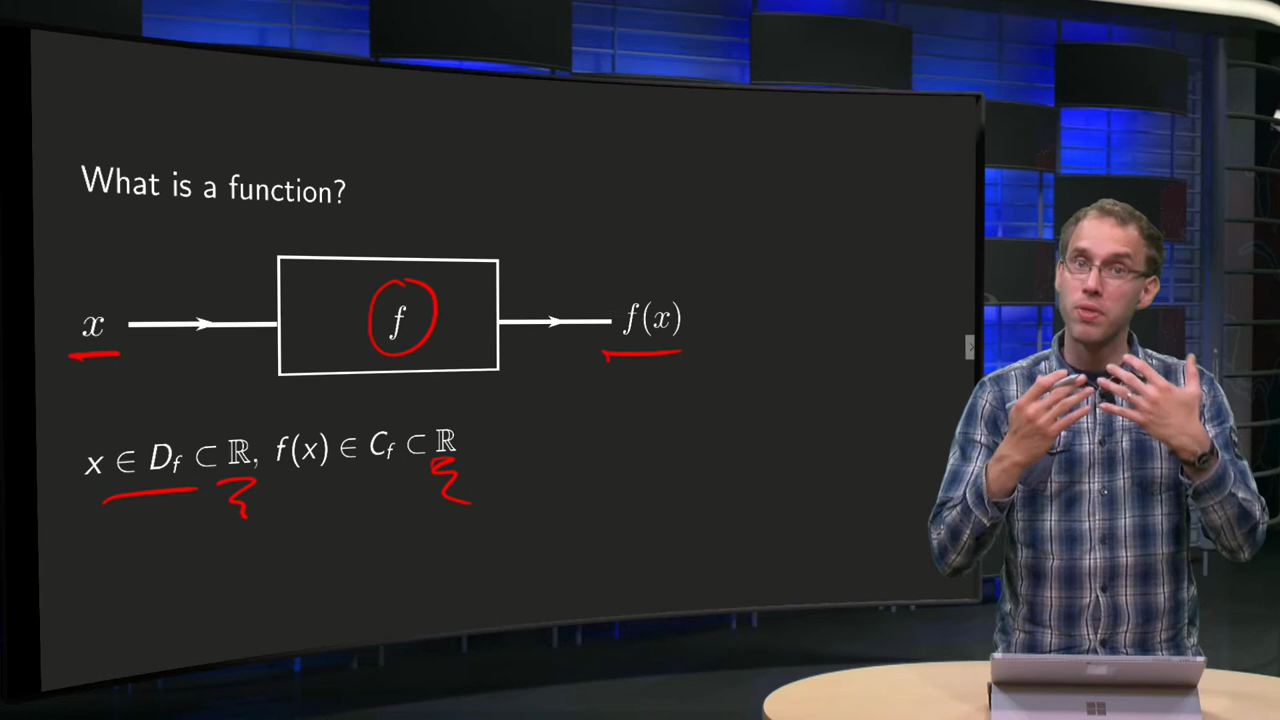 What is a function?
x f f(x)
x ∈ D_f ⊂ ℝ, f(x) ∈ C_f ⊂ ℝ